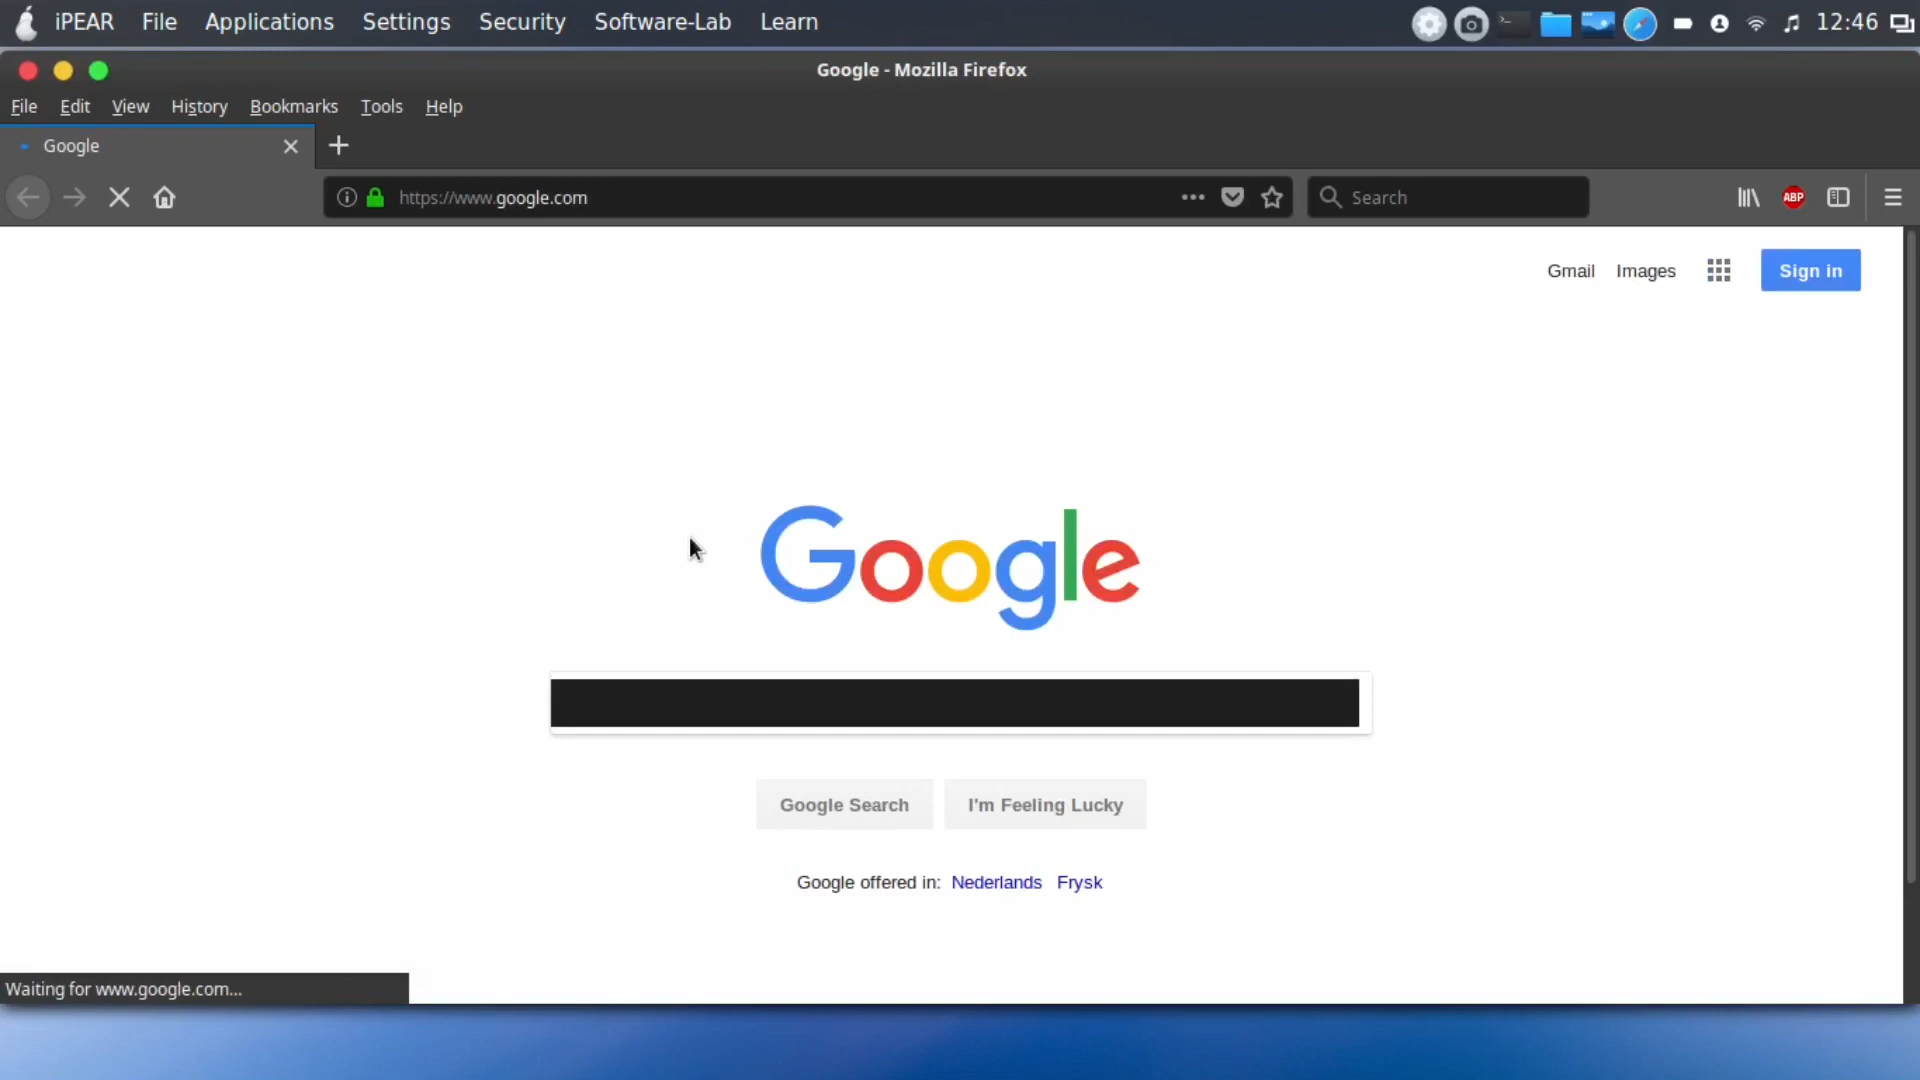 iPEAR File Applications Settings Security Software-Lab Learn 12:46
Google - Mozilla Firefox
File Edit View History Bookmarks Tools Help
Google
https://www.google.com Search ABP
Gmail Images Sign in
Google
Google Search I'm Feeling Lucky
Google offered in: Nederlands Frysk
Waiting for www.google.com...